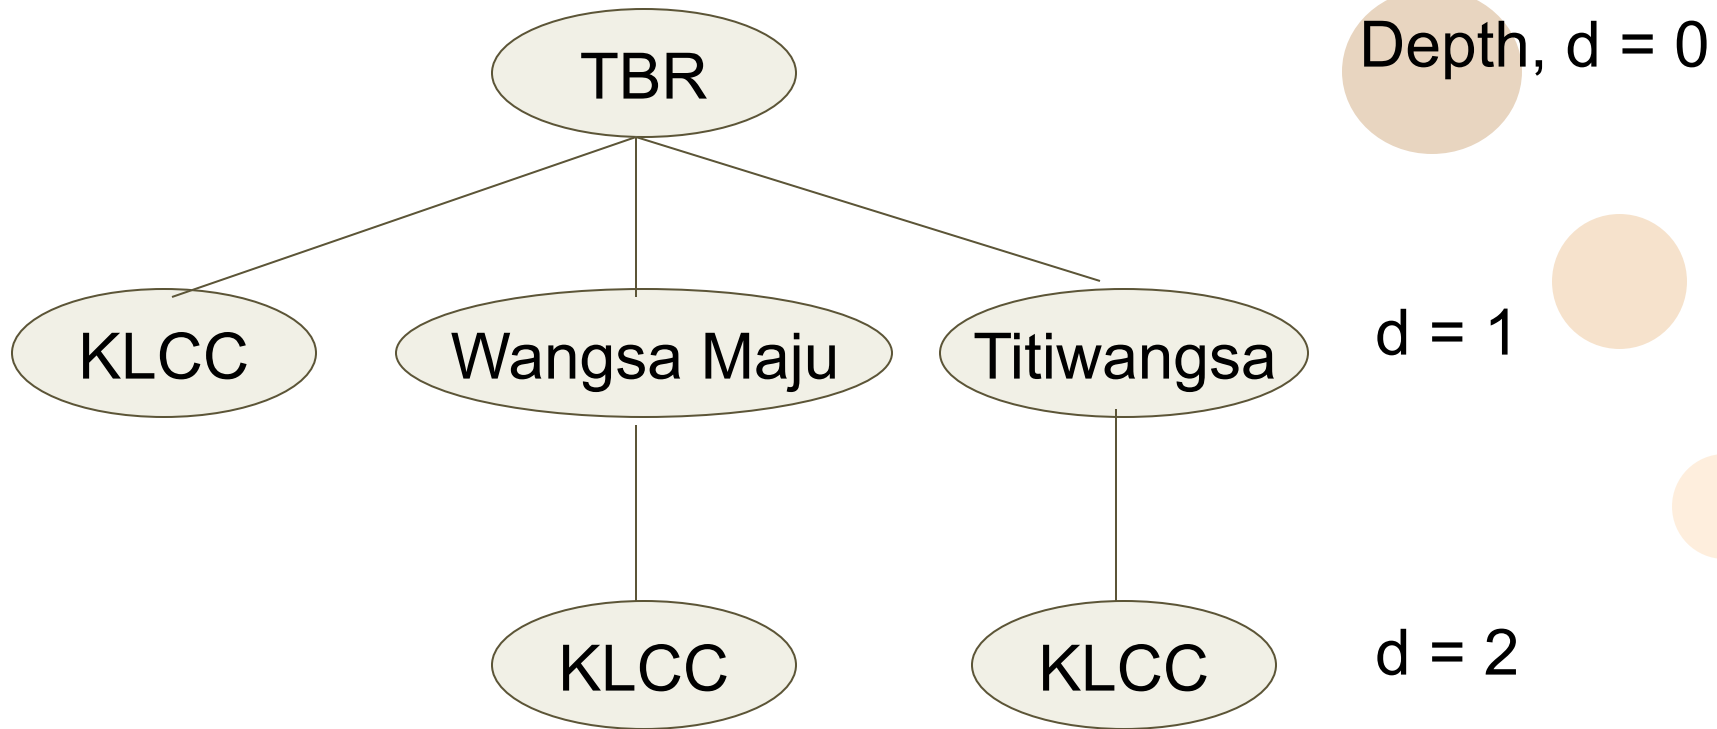 TBR
Depth, d = 0
KLCC
Wangsa Maju
Titiwangsa
d = 1
KLCC
KLCC
d = 2